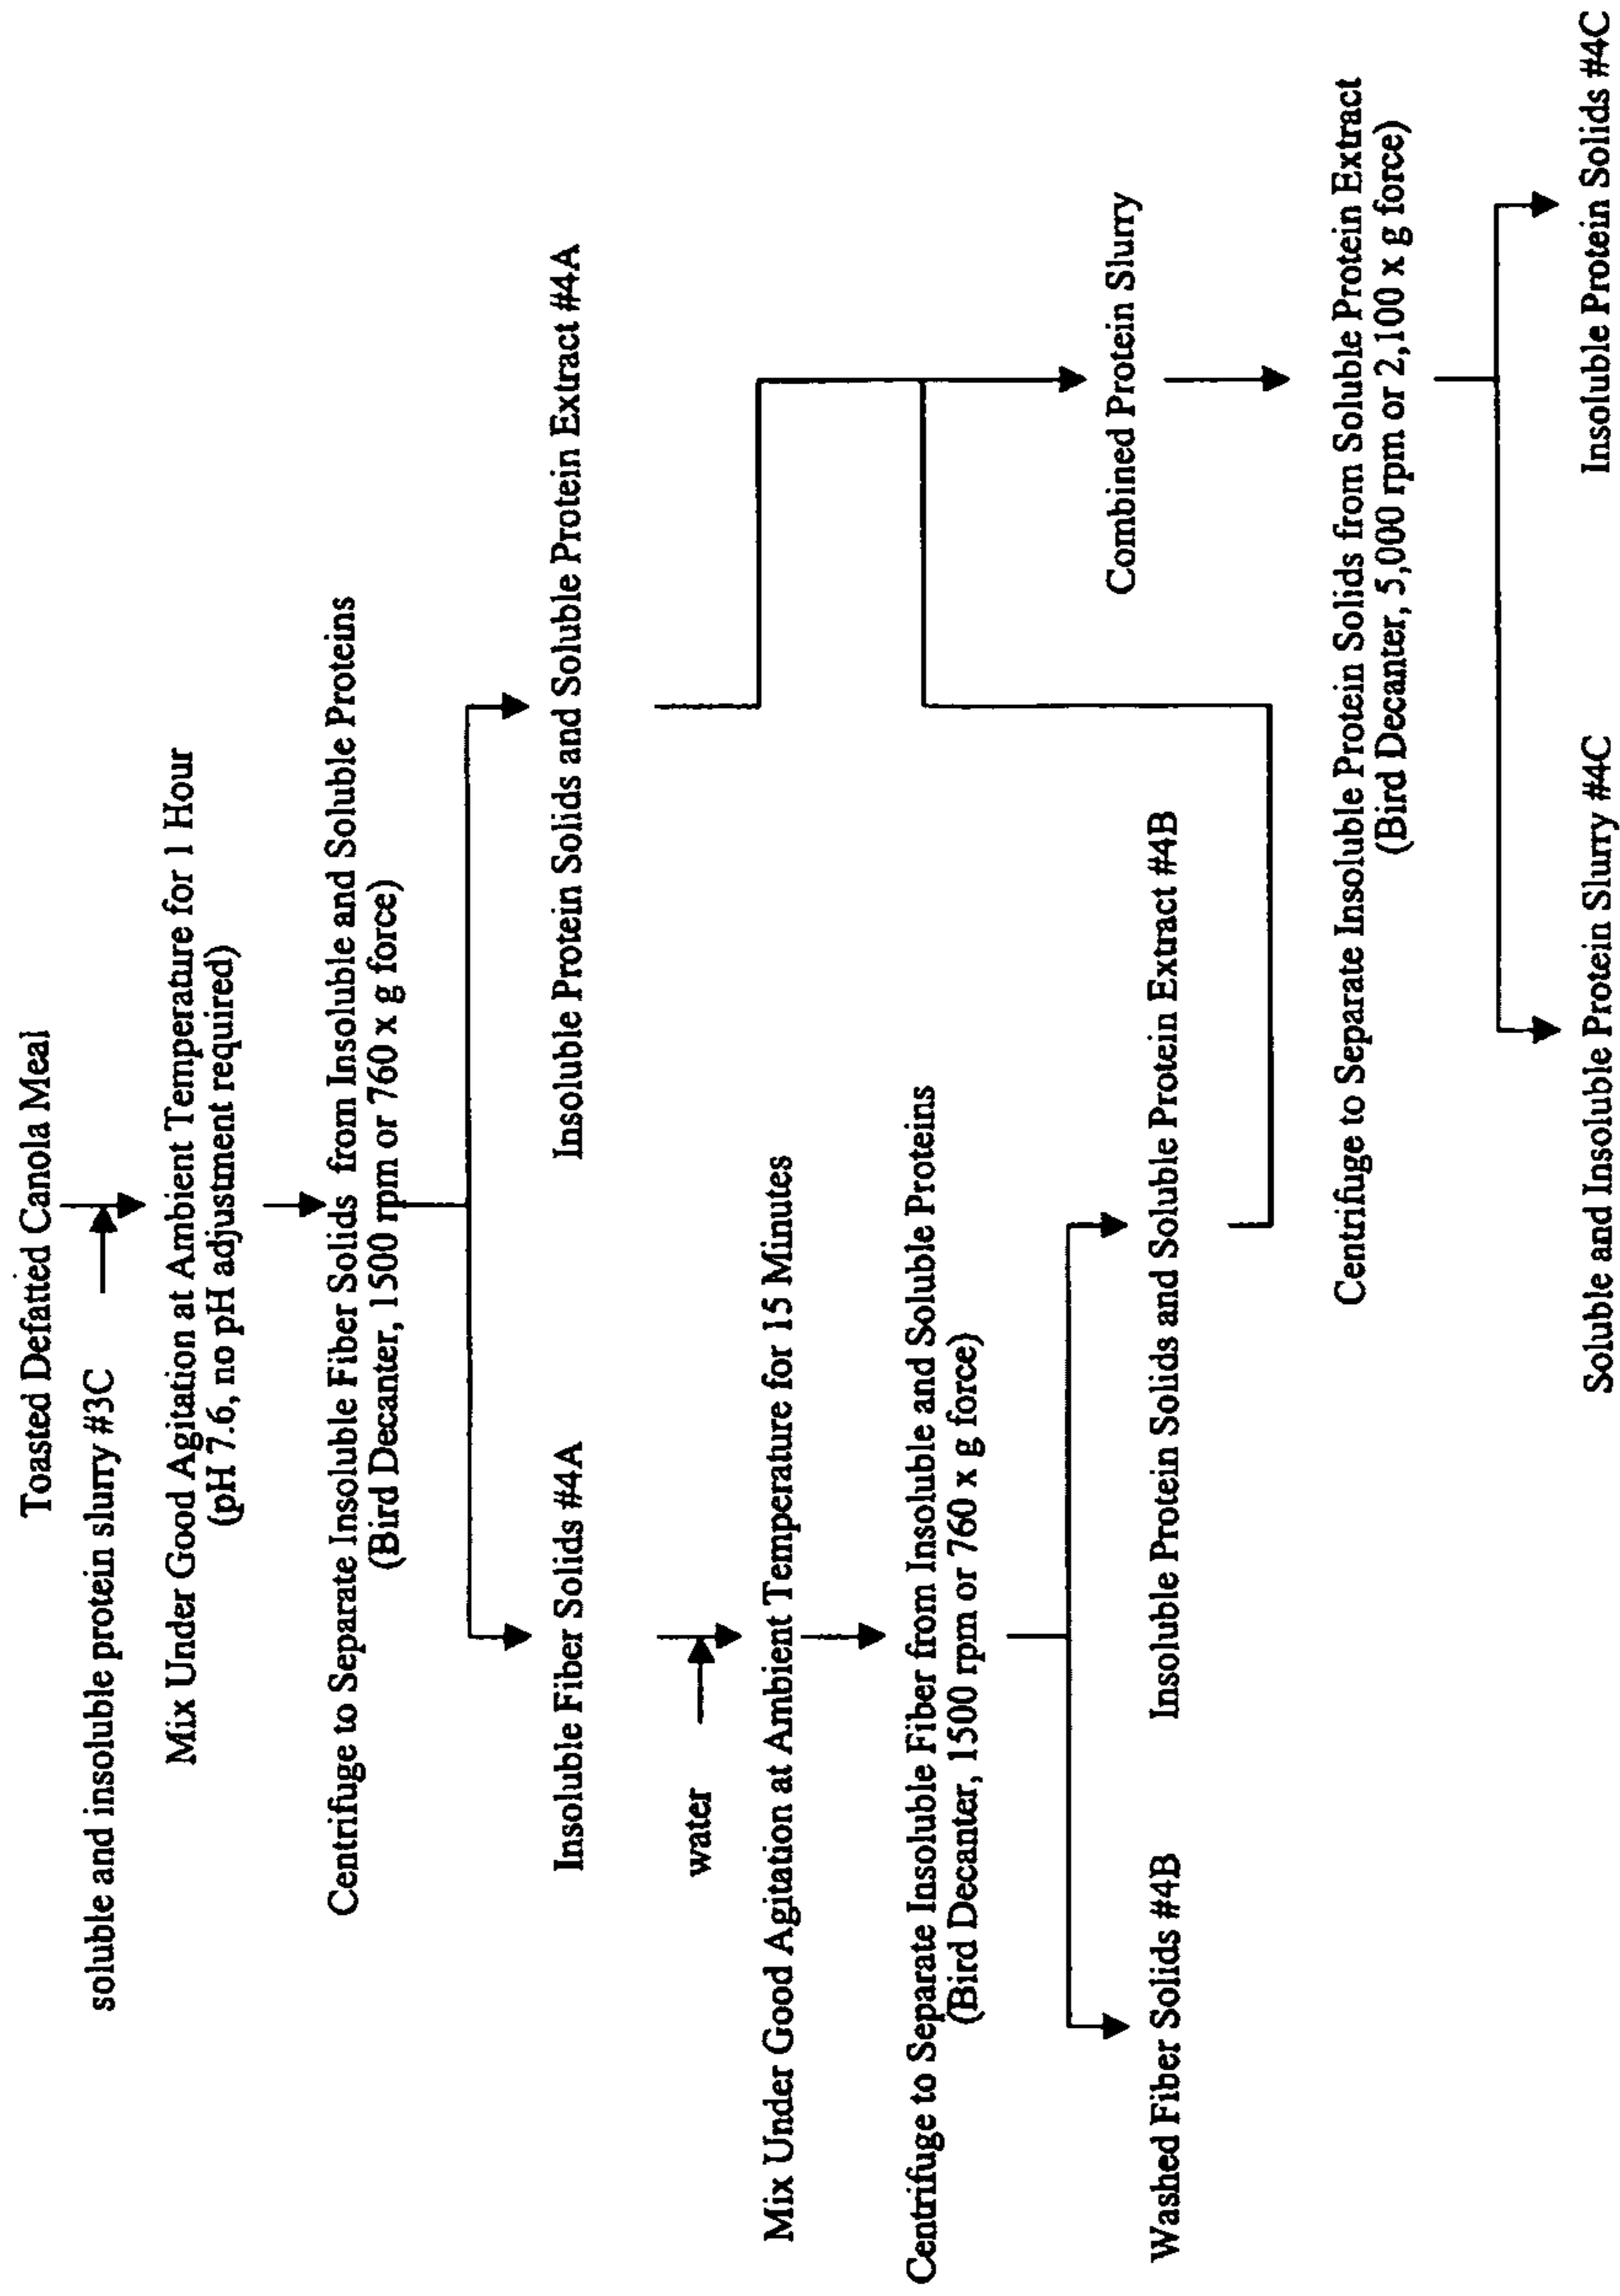 Toasted Defatted Canola Meal
soluble and insoluble protein slurry #3C
Mix Under Good Agitation at Ambient Temperature for 1 Hour
(pH 7.6, no pH adjustment required)
Centrifuge to Separate Insoluble Fiber Solids from Insoluble and Soluble Proteins
(Bird Decanter, 1500 rpm or 760 x g force)
Insoluble Fiber Solids #4A
Insoluble Protein Solids and Soluble Protein Extract #4A
water
Mix Under Good Agitation at Ambient Temperature for 15 Minutes
Centrifuge to Separate Insoluble Fiber from Insoluble and Soluble Proteins
(Bird Decanter, 1500 rpm or 760 x g force)
Combined Protein Slurry
Washed Fiber Solids #4B
Insoluble Protein Solids and Soluble Protein Extract #4B
Centrifuge to Separate Insoluble Protein Solids from Soluble Protein Extract
(Bird Decanter, 5,000 rpm or 2,100 x g force)
Soluble and Insoluble Protein Slurry #4C
Insoluble Protein Solids #4C